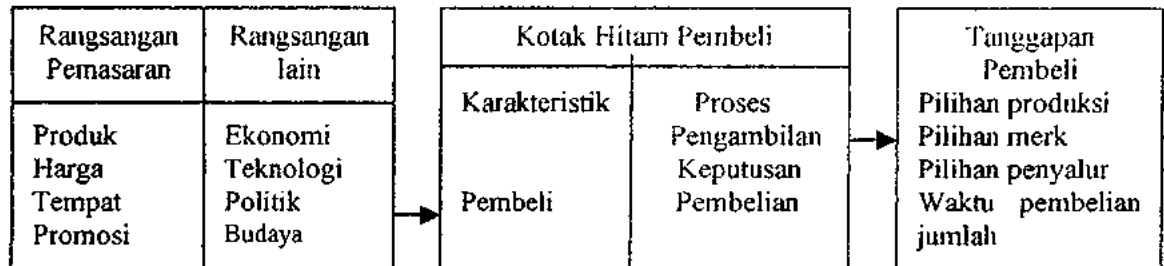 Rangsangan
Pemasaran
Produk
Harga
Tempat
Promosi
Rangsangan
lain
Ekonomi
Teknologi
Politik
Budaya
Kotak Hitam Pembeli
Karakteristik
Pembeli
Proses
Pengambilan
Keputusan
Pembelian
Tanggapan
Pembeli
Pilihan produksi
Pilihan merk
Pilihan penyalur
Waktu pembelian
jumlah